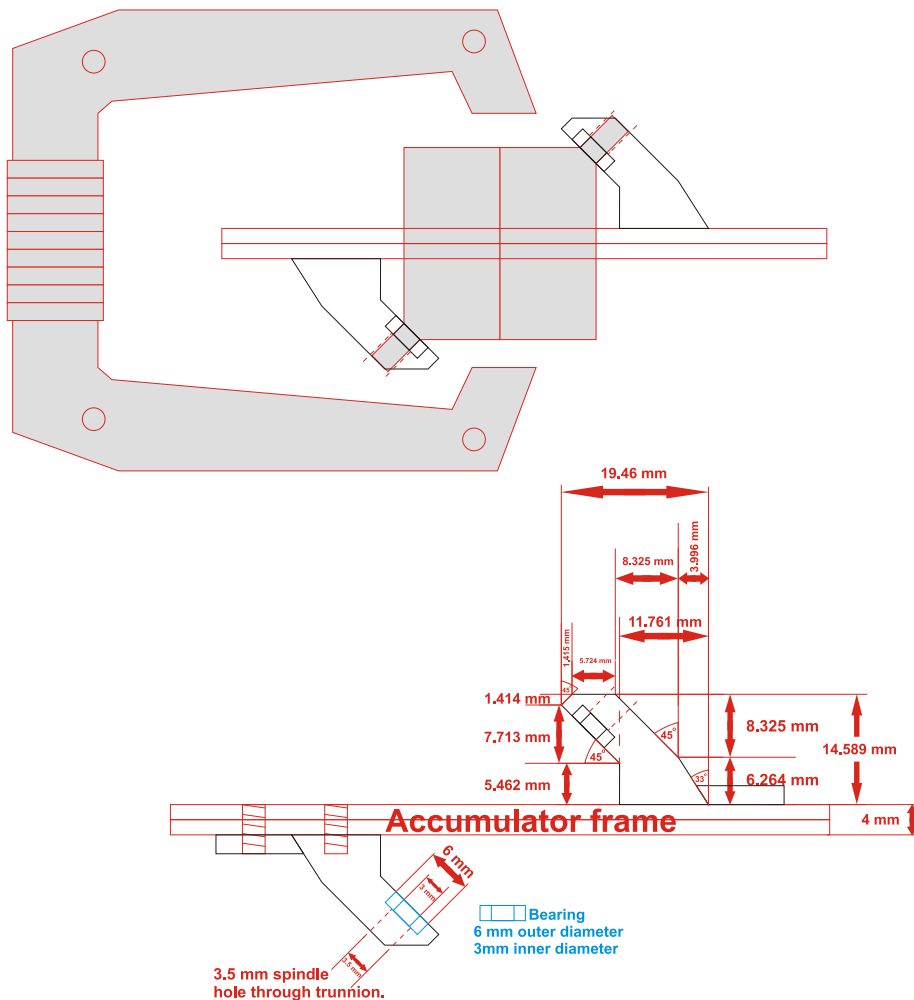 19.46 mm
8.325 mm
3.996 mm
11.761 mm
1.415 mm
5.724 mm
45
1.414 mm
7.713 mm
45°
45°
8.325 mm
14.589 mm
5.462 mm
33°
6.264 mm
Accumulator frame
4 mm
6 mm
3 mm
Bearing
6 mm outer diameter
3mm inner diameter
3.5 mm
3.5 mm spindle
hole through trunnion.